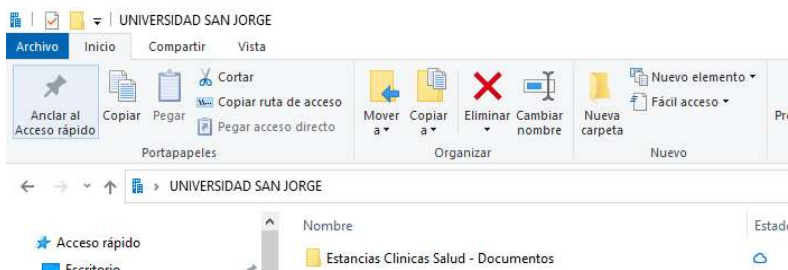 UNIVERSIDAD SAN JORGE
Archivo Inicio Compartir Vista
Anclar al
Acceso rápido
Copiar
Pegar
Cortar
Copiar ruta de acceso
Pegar acceso directo
Portapapeles
Mover
a
Copiar
a
Eliminar
Cambiar
nombre
Organizar
Nueva
carpeta
Nuevo elemento
Fácil acceso
Nuevo
UNIVERSIDAD SAN JORGE
Nombre
Acceso rápido
Escritorio
Estancias Clinicas Salud - Documentos